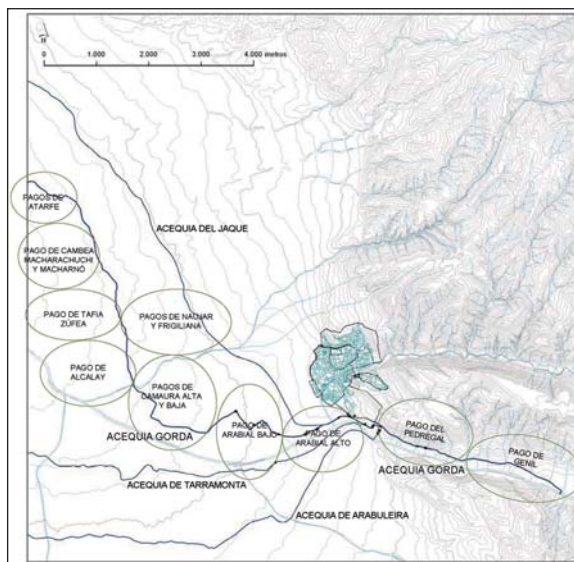 N
0 1.000 2.500 4.000 metros
PAGOS DE
ATARFE
ACEQUIA DEL JAQUE
PAGO DE CAMBEA
MACHARACHUCHI
Y MACHARNÓ
PAGO DE TAFIA
ZÚFEA
PAGOS DE NAUJAR
Y FRIGILIANA
PAGO DE
ALCALAY
PAGOS DE
CAMAURA ALTA
Y BAJA
ACEQUIA GORDA
PAGO DE
ARABIAL BAJO
PAGO DE
ARABIAL ALTO
PAGO DEL
PEDREGAL
ACEQUIA GORDA
PAGO DE
GENIL
ACEQUIA DE TARRAMONTA
ACEQUIA DE ARABULEIRA